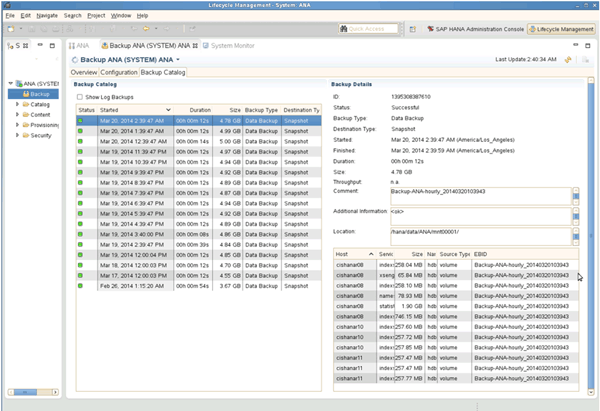 Lifecycle Management - System: ANA
File Edit Navigate Search Project Window Help
Quick Access SAP HANA Administration Console Lifecycle Management
S ANA Backup ANA (SYSTEM) ANA System Monitor
Backup ANA (SYSTEM) ANA Last Update 2:40:34 AM
Overview Configuration Backup Catalog
ANA (SYSTEM
Backup
Catalog
Content
Provisioning
Security
Backup Catalog
Show Log Backups
Status Started Duration Size Backup Type Destination Ty
Mar 20, 2014 2:39:47 AM 00h 00m 12s 4.78 GB Data Backup Snapshot
Mar 20, 2014 1:39:47 AM 00h 00m 12s 4.99 GB Data Backup Snapshot
Mar 20, 2014 12:39:47 AM 00h 00m 14s 5.00 GB Data Backup Snapshot
Mar 19, 2014 11:39:47 PM 00h 00m 12s 4.97 GB Data Backup Snapshot
Mar 19, 2014 10:39:47 PM 00h 00m 12s 4.94 GB Data Backup Snapshot
Mar 19, 2014 9:39:47 PM 00h 00m 12s 4.92 GB Data Backup Snapshot
Mar 19, 2014 8:39:47 PM 00h 00m 12s 4.89 GB Data Backup Snapshot
Mar 19, 2014 7:39:47 PM 00h 00m 12s 4.87 GB Data Backup Snapshot
Mar 19, 2014 6:39:47 PM 00h 00m 12s 4.94 GB Data Backup Snapshot
Mar 19, 2014 5:39:47 PM 00h 00m 12s 4.92 GB Data Backup Snapshot
Mar 19, 2014 4:39:47 PM 00h 00m 12s 4.90 GB Data Backup Snapshot
Mar 19, 2014 3:40:00 PM 00h 00m 08s 4.86 GB Data Backup Snapshot
Mar 19, 2014 2:39:47 PM 00h 00m 39s 4.84 GB Data Backup Snapshot
Mar 19, 2014 12:00:04 PM 00h 00m 12s 4.85 GB Data Backup Snapshot
Mar 18, 2014 12:00:03 PM 00h 00m 12s 4.70 GB Data Backup Snapshot
Mar 17, 2014 12:00:03 PM 00h 00m 12s 4.55 GB Data Backup Snapshot
Feb 26, 2014 1:15:20 AM 00h 00m 54s 3.67 GB Data Backup Snapshot
Backup Details
ID: 1395308387610
Status: Successful
Backup Type: Data Backup
Destination Type: Snapshot
Started: Mar 20, 2014 2:39:47 AM (America/Los_Angeles)
Finished: Mar 20, 2014 2:39:59 AM (America/Los_Angeles)
Duration: 00h 00m 12s
Size: 4.78 GB
Throughput: n.a.
Comment: Backup-ANA-hourly_20140320103943
Additional Information: <ok>
Location: /hana/data/ANA/mnt00001/
Host Servic Size Nar Source Type EBID
cishanar08 index 258.04 MB hdb volume Backup-ANA-hourly_20140320103943
cishanar08 xseng 65.84 MB hdb volume Backup-ANA-hourly_20140320103943
cishanar08 index 258.10 MB hdb volume Backup-ANA-hourly_20140320103943
cishanar08 name 78.93 MB hdb volume Backup-ANA-hourly_20140320103943
cishanar08 statist 1.90 GB hdb volume Backup-ANA-hourly_20140320103943
cishanar08 index 746.15 MB hdb volume Backup-ANA-hourly_20140320103943
cishanar10 index 257.60 MB hdb volume Backup-ANA-hourly_20140320103943
cishanar10 index 257.72 MB hdb volume Backup-ANA-hourly_20140320103943
cishanar10 index 257.85 MB hdb volume Backup-ANA-hourly_20140320103943
cishanar11 index 257.47 MB hdb volume Backup-ANA-hourly_20140320103943
cishanar11 index 257.47 MB hdb volume Backup-ANA-hourly_20140320103943
cishanar11 index 257.77 MB hdb volume Backup-ANA-hourly_20140320103943